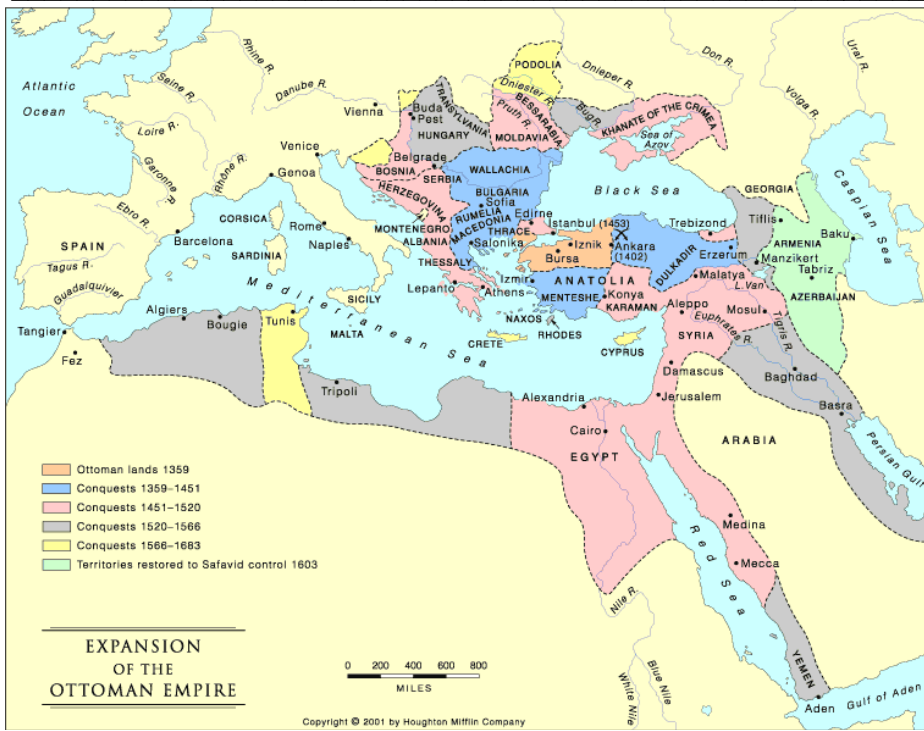 Rhine R.
Atlantic
Ocean
Seine R.
Loire R.
Garonne R.
Rhône R.
Danube R.
Vienna
Venice
Genoa
Buda
Pest
HUNGARY
TRANSYLVANIA
PODOLIA
Dniester R.
Dnieper R.
Don R.
Volga R.
Ural R.
Pruth R.
BESSARABIA
MOLDAVIA
Bug R.
KHANATE OF THE CRIMEA
Sea of
Azov
Caspian Sea
Black Sea
Belgrade
BOSNIA
SERBIA
HERZEGOVINA
MONTENEGRO
ALBANIA
WALLACHIA
BULGARIA
Sofia
RUMELIA
MACEDONIA
Salonika
THESSALY
Edirne
THRACE
Istanbul (1453)
Iznik
Bursa
Ankara
(1402)
Trebizond
Erzerum
GEORGIA
Tiflis
ARMENIA
Baku
Manzikert
Tabriz
AZERBAIJAN
L. Van
DULKADIR
Malatya
ANATOLIA
Izmir
MENTESHE
Konya
KARAMAN
Aleppo
Mosul
Euphrates R.
Tigris R.
SYRIA
Damascus
Jerusalem
Baghdad
Basra
Persian Gulf
SPAIN
Ebro R.
Tagus R.
Guadalquivir
Barcelona
CORSICA
SARDINIA
Rome
Naples
SICILY
Lepanto
Athens
NAXOS
RHODES
CRETE
CYPRUS
MALTA
Mediterranean Sea
Tangier
Fez
Algiers
Bougie
Tunis
Tripoli
Alexandria
Cairo
EGYPT
ARABIA
Medina
Mecca
Red Sea
Nile R.
White Nile
Blue Nile
YEMEN
Aden
Gulf of Aden
Ottoman lands 1359
Conquests 1359–1451
Conquests 1451–1520
Conquests 1520–1566
Conquests 1566–1683
Territories restored to Safavid control 1603
EXPANSION
OF THE
OTTOMAN EMPIRE
0 200 400 600 800
MILES
Copyright © 2001 by Houghton Mifflin Company